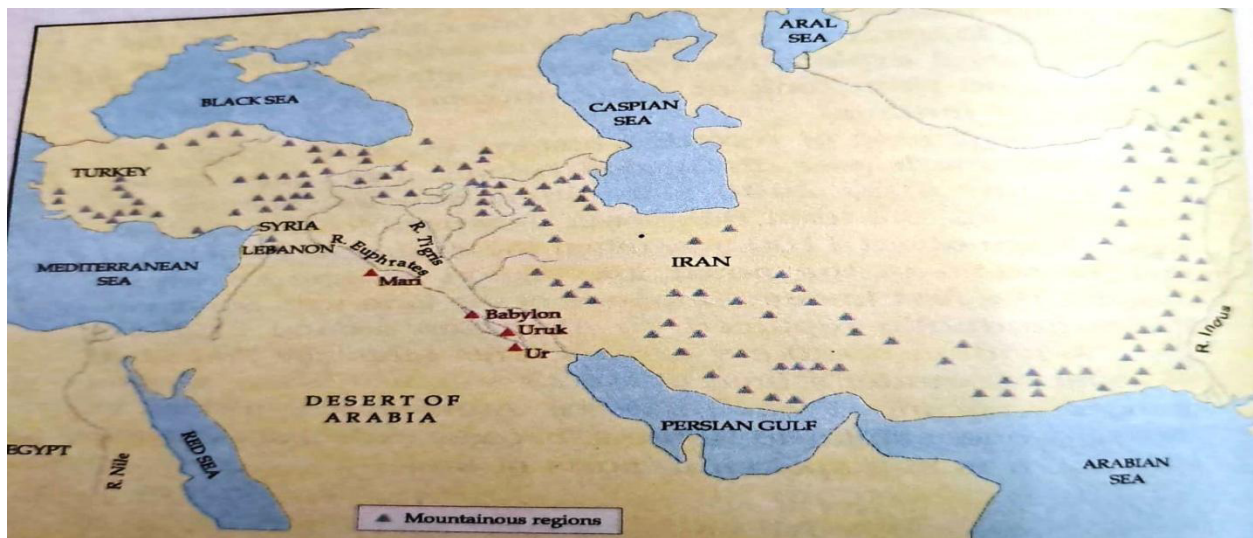 ARAL
SEA
BLACK SEA
CASPIAN
SEA
TURKEY
SYRIA
LEBANON
R. Euphrates
R. Tigris
MEDITERRANEAN
SEA
IRAN
Mari
Babylon
Uruk
Ur
R. Indus
DESERT OF
ARABIA
PERSIAN GULF
EGYPT
R. Nile
RED SEA
ARABIAN
SEA
Mountainous regions